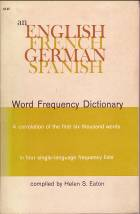 an
ENGLISH
FRENCH
GERMAN
SPANISH
Word Frequency Dictionary
A correlation of the first six thousand words
in four single-language frequency lists
compiled by Helen S. Eaton